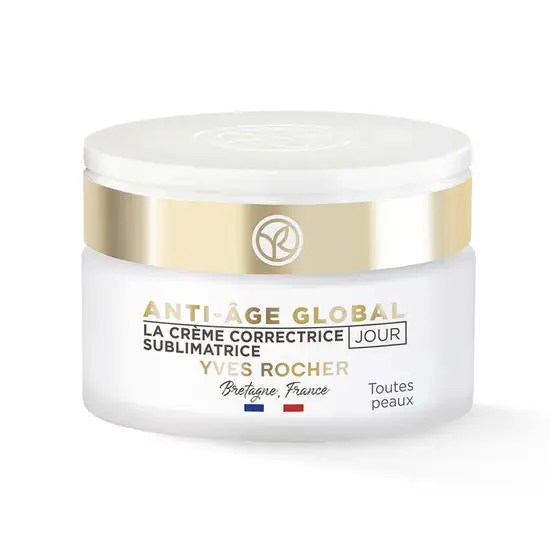 ANTI-ÂGE GLOBAL
LA CRÈME CORRECTRICE JOUR
SUBLIMATRICE
YVES ROCHER
Bretagne, France
Toutes
peaux